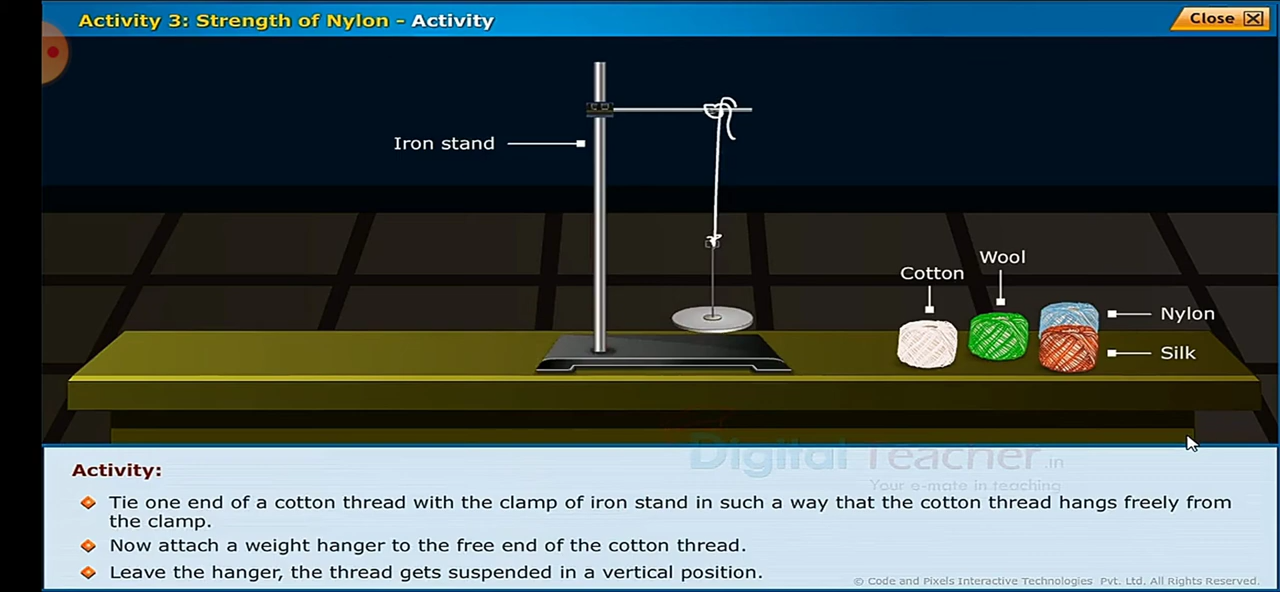 Activity 3: Strength of Nylon - Activity
Close
Iron stand
Wool
Cotton
Nylon
Silk
Digital Teacher.in
Your e-mate in teaching
Activity:
Tie one end of a cotton thread with the clamp of iron stand in such a way that the cotton thread hangs freely from
the clamp.
Now attach a weight hanger to the free end of the cotton thread.
Leave the hanger, the thread gets suspended in a vertical position.
© Code and Pixels Interactive Technologies Pvt. Ltd. All Rights Reserved.